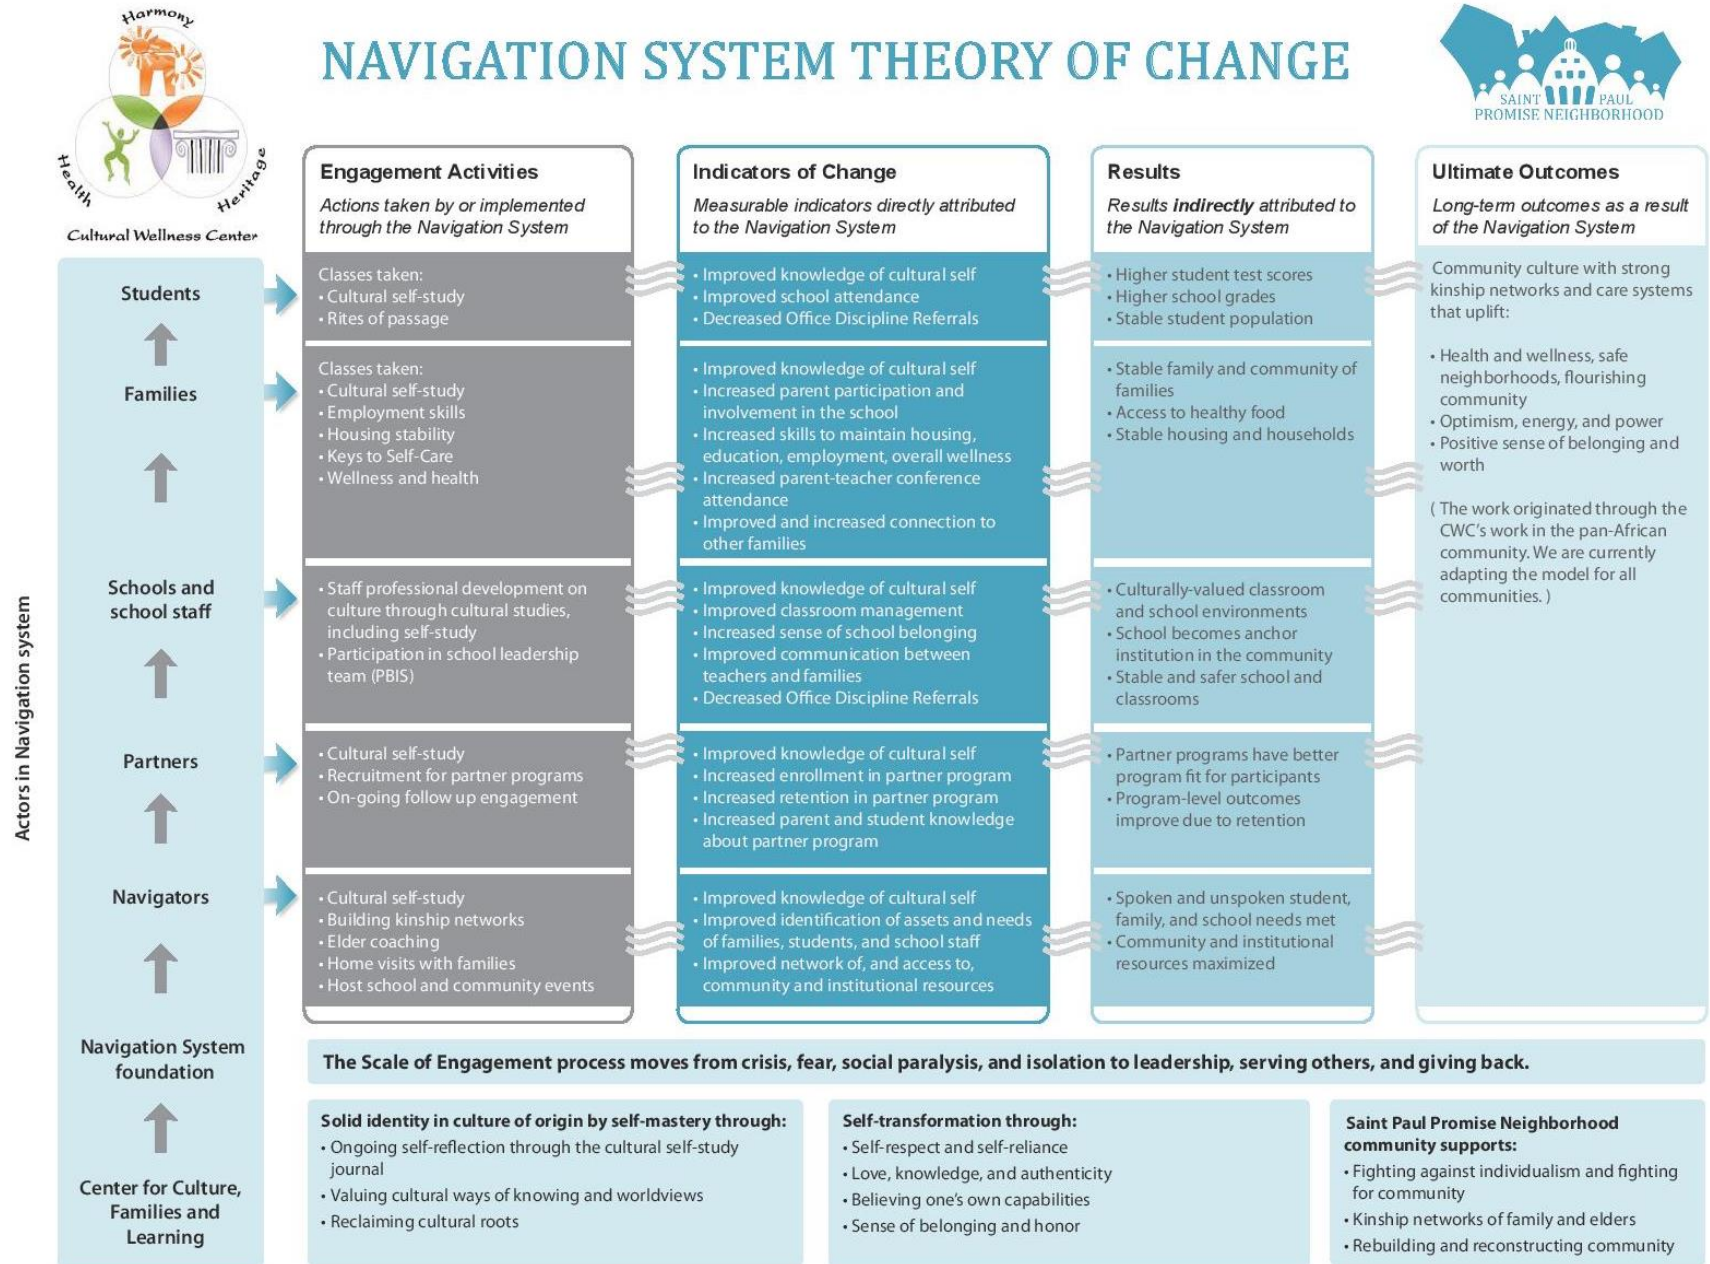 Harmony
Health
Heritage
Cultural Wellness Center
NAVIGATION SYSTEM THEORY OF CHANGE
SAINT PAUL
PROMISE NEIGHBORHOOD
Actors in Navigation system
Students
Families
Schools and
school staff
Partners
Navigators
Navigation System
foundation
Center for Culture,
Families and
Learning
Engagement Activities
Actions taken by or implemented
through the Navigation System
Classes taken:
• Cultural self-study
• Rites of passage
Classes taken:
• Cultural self-study
• Employment skills
• Housing stability
• Keys to Self-Care
• Wellness and health
• Staff professional development on
culture through cultural studies,
including self-study
• Participation in school leadership
team (PBIS)
• Cultural self-study
• Recruitment for partner programs
• On-going follow up engagement
• Cultural self-study
• Building kinship networks
• Elder coaching
• Home visits with families
• Host school and community events
Indicators of Change
Measurable indicators directly attributed
to the Navigation System
• Improved knowledge of cultural self
• Improved school attendance
• Decreased Office Discipline Referrals
• Improved knowledge of cultural self
• Increased parent participation and
involvement in the school
• Increased skills to maintain housing,
education, employment, overall wellness
• Increased parent-teacher conference
attendance
• Improved and increased connection to
other families
• Improved knowledge of cultural self
• Improved classroom management
• Increased sense of school belonging
• Improved communication between
teachers and families
• Decreased Office Discipline Referrals
• Improved knowledge of cultural self
• Increased enrollment in partner program
• Increased retention in partner program
• Increased parent and student knowledge
about partner program
• Improved knowledge of cultural self
• Improved identification of assets and needs
of families, students, and school staff
• Improved network of, and access to,
community and institutional resources
Results
Results indirectly attributed to
the Navigation System
• Higher student test scores
• Higher school grades
• Stable student population
• Stable family and community of
families
• Access to healthy food
• Stable housing and households
• Culturally-valued classroom
and school environments
• School becomes anchor
institution in the community
• Stable and safer school and
classrooms
• Partner programs have better
program fit for participants
• Program-level outcomes
improve due to retention
• Spoken and unspoken student,
family, and school needs met
• Community and institutional
resources maximized
Ultimate Outcomes
Long-term outcomes as a result
of the Navigation System
Community culture with strong
kinship networks and care systems
that uplift:
• Health and wellness, safe
neighborhoods, flourishing
community
• Optimism, energy, and power
• Positive sense of belonging and
worth
( The work originated through the
CWC's work in the pan-African
community. We are currently
adapting the model for all
communities. )
The Scale of Engagement process moves from crisis, fear, social paralysis, and isolation to leadership, serving others, and giving back.
Solid identity in culture of origin by self-mastery through:
• Ongoing self-reflection through the cultural self-study
journal
• Valuing cultural ways of knowing and worldviews
• Reclaiming cultural roots
Self-transformation through:
• Self-respect and self-reliance
• Love, knowledge, and authenticity
• Believing one's own capabilities
• Sense of belonging and honor
Saint Paul Promise Neighborhood
community supports:
• Fighting against individualism and fighting
for community
• Kinship networks of family and elders
• Rebuilding and reconstructing community